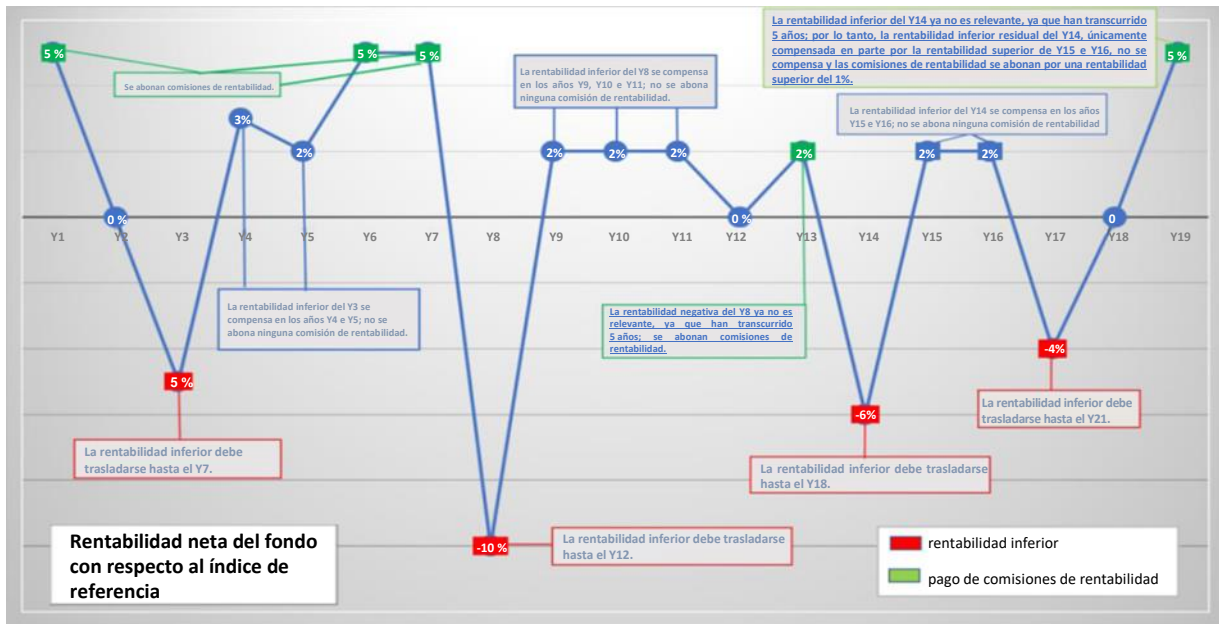 La rentabilidad inferior del Y14 ya no es relevante, ya que han transcurrido
5 años; por lo tanto, la rentabilidad inferior residual del Y14, únicamente
compensada en parte por la rentabilidad superior de Y15 e Y16, no se
compensa y las comisiones de rentabilidad se abonan por una rentabilidad
superior del 1%.
5 %
5 %
5 %
5 %
Se abonan comisiones de rentabilidad.
La rentabilidad inferior del Y8 se compensa
en los años Y9, Y10 e Y11; no se abona
ninguna comisión de rentabilidad.
La rentabilidad inferior del Y14 se compensa en los años
Y15 e Y16; no se abona ninguna comisión de rentabilidad
3%
2%
2%
2%
2%
2%
2%
2%
0 %
0 %
0
Y1
Y2
Y3
Y4
Y5
Y6
Y7
Y8
Y9
Y10
Y11
Y12
Y13
Y14
Y15
Y16
Y17
Y18
Y19
La rentabilidad inferior del Y3 se
compensa en los años Y4 e Y5; no se
abona ninguna comisión de rentabilidad.
La rentabilidad negativa del Y8 ya no es
relevante, ya que han transcurrido
5 años; se abonan comisiones de
rentabilidad.
5 %
-4%
-6%
La rentabilidad inferior debe
trasladarse hasta el Y21.
La rentabilidad inferior debe
trasladarse hasta el Y7.
La rentabilidad inferior debe trasladarse
hasta el Y18.
-10 %
La rentabilidad inferior debe trasladarse
hasta el Y12.
Rentabilidad neta del fondo
con respecto al índice de
referencia
rentabilidad inferior
pago de comisiones de rentabilidad